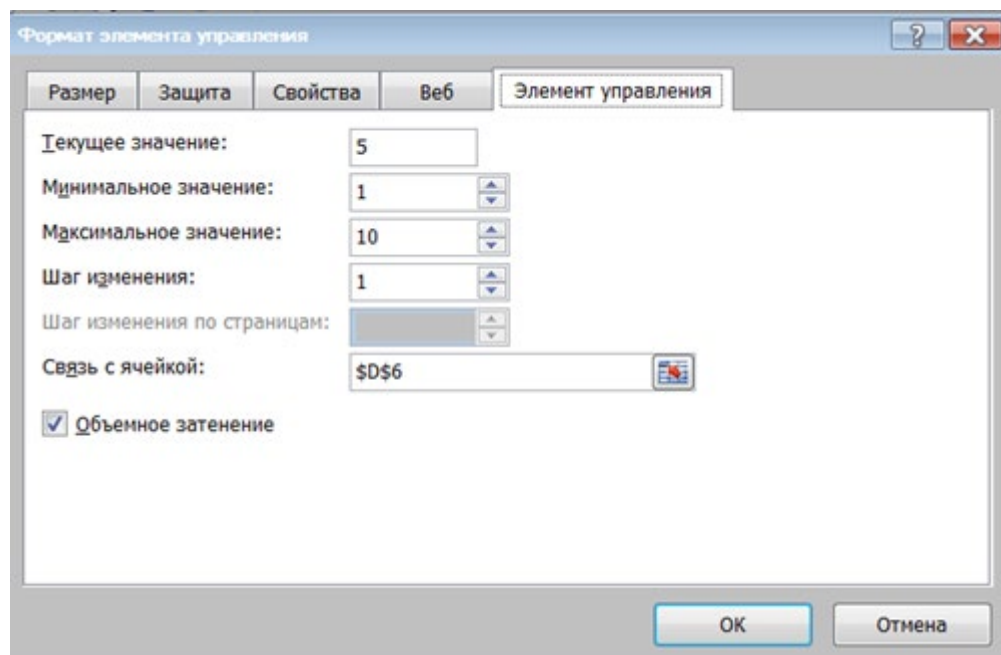 Формат элемента управления
Размер Защита Свойства Веб Элемент управления
Текущее значение: 5
Минимальное значение: 1
Максимальное значение: 10
Шаг изменения: 1
Шаг изменения по страницам:
Связь с ячейкой: $D$6
Объемное затенение
ОК Отмена